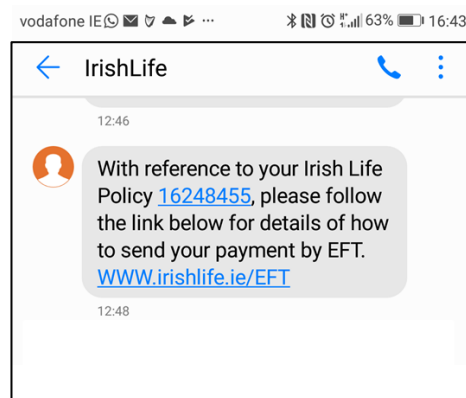 vodafone IE 63% 16:43
IrishLife
12:46
With reference to your Irish Life
Policy 16248455, please follow
the link below for details of how
to send your payment by EFT.
WWW.irishlife.ie/EFT
12:48